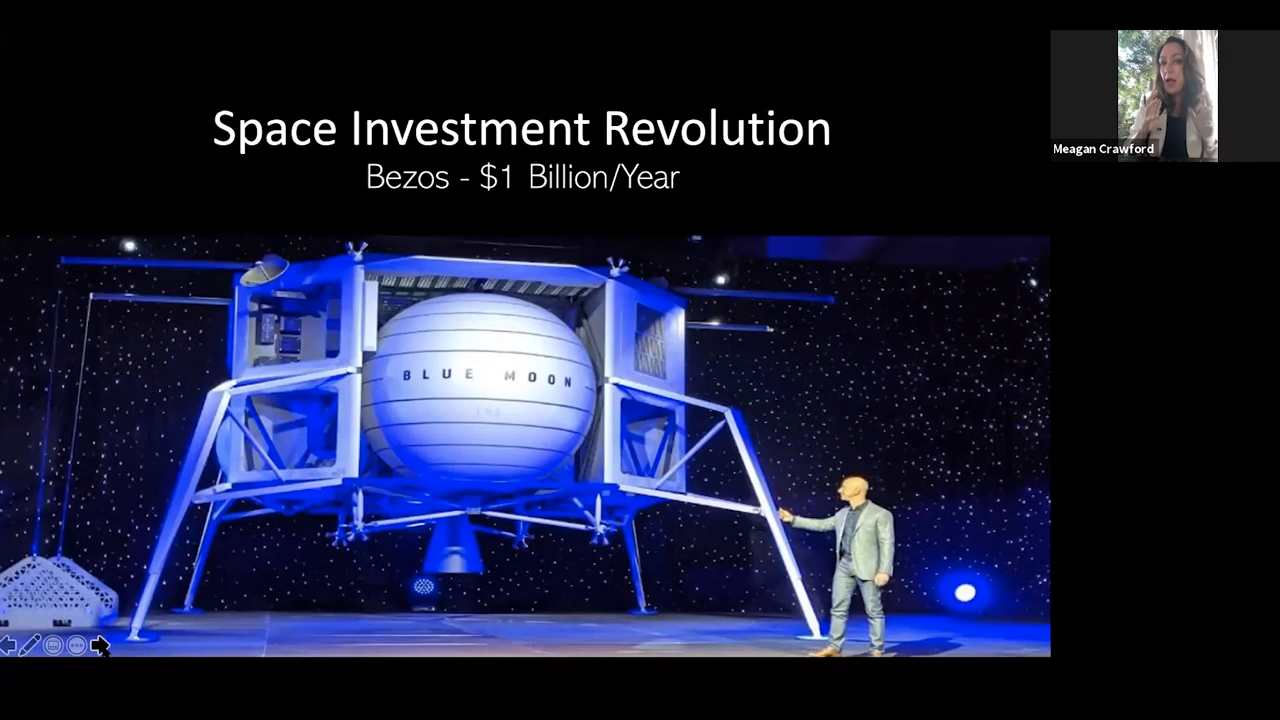 Space Investment Revolution
Bezos - $1 Billion/Year
Meagan Crawford
BLUE MOON